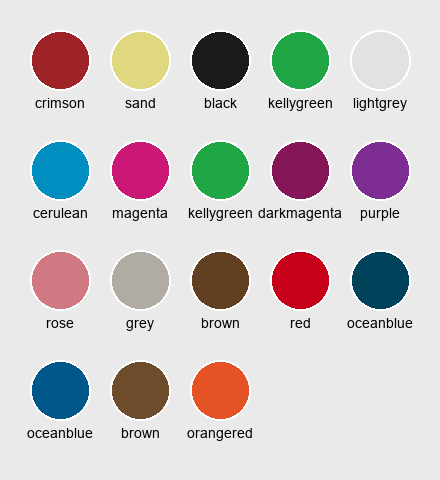 crimson sand black kellygreen lightgrey
cerulean magenta kellygreen darkmagenta purple
rose grey brown red oceanblue
oceanblue brown orangered